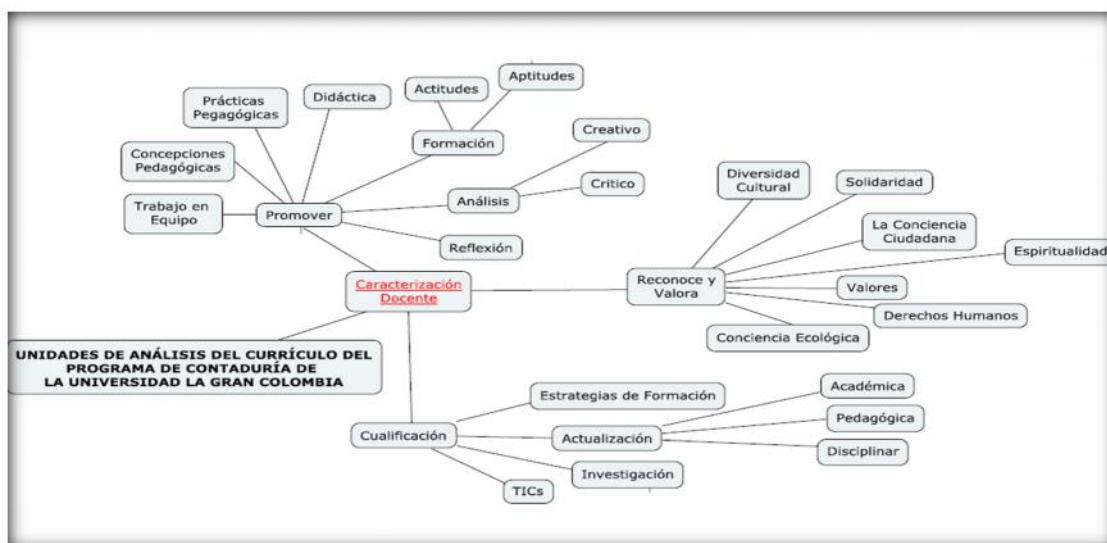 Aptitudes
Actitudes
Prácticas
Pegagógicas
Didáctica
Formación
Creativo
Concepciones
Pedagógicas
Análisis
Critico
Trabajo en
Equipo
Promover
Reflexión
Diversidad
Cultural
Solidaridad
La Conciencia
Ciudadana
Espiritualidad
Reconoce y
Valora
Valores
Derechos Humanos
Conciencia Ecológica
Caracterización
Docente
UNIDADES DE ANÁLISIS DEL CURRÍCULO DEL
PROGRAMA DE CONTADURÍA DE
LA UNIVERSIDAD LA GRAN COLOMBIA
Estrategias de Formación
Académica
Pedagógica
Cualificación
Actualización
Disciplinar
Investigación
TICs